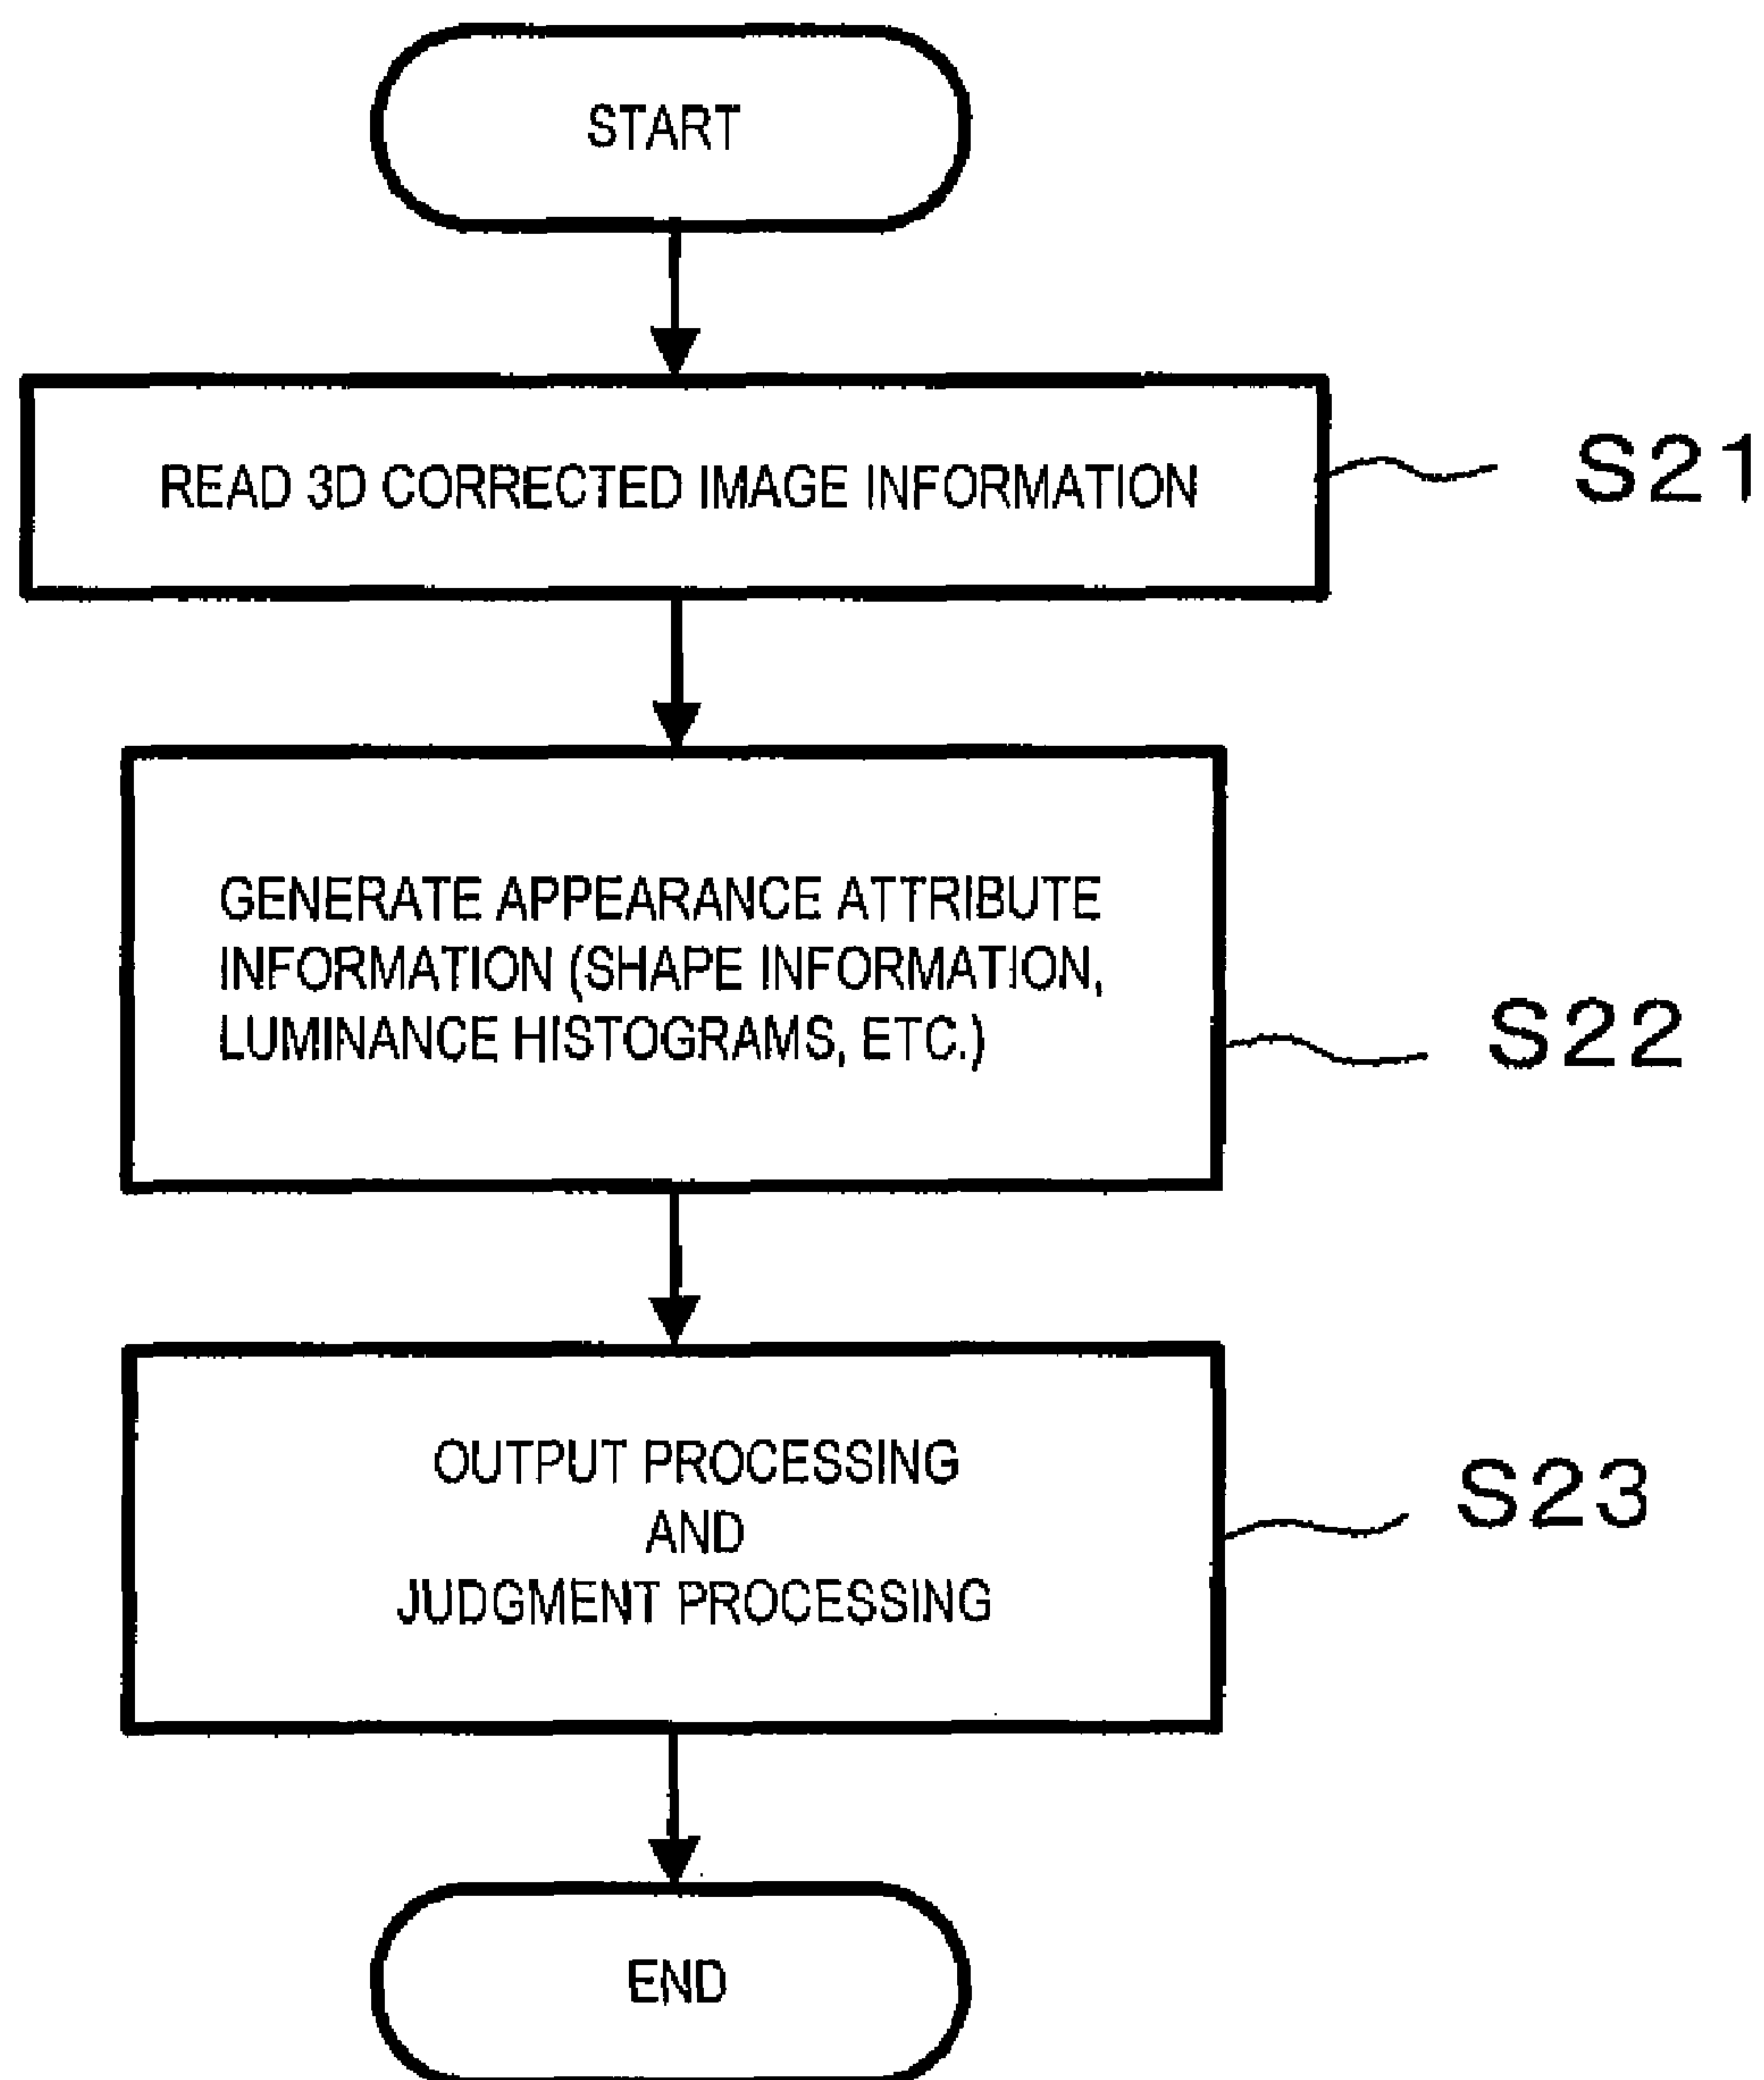 START
READ 3D CORRECTED IMAGE INFORMATION
S21
GENERATE APPEARANCE ATTRIBUTE
INFORMATION (SHAPE INFORMATION,
LUMINANCE HISTOGRAMS, ETC.)
S22
OUTPUT PROCESSING
AND
JUDGMENT PROCESSING
S23
END